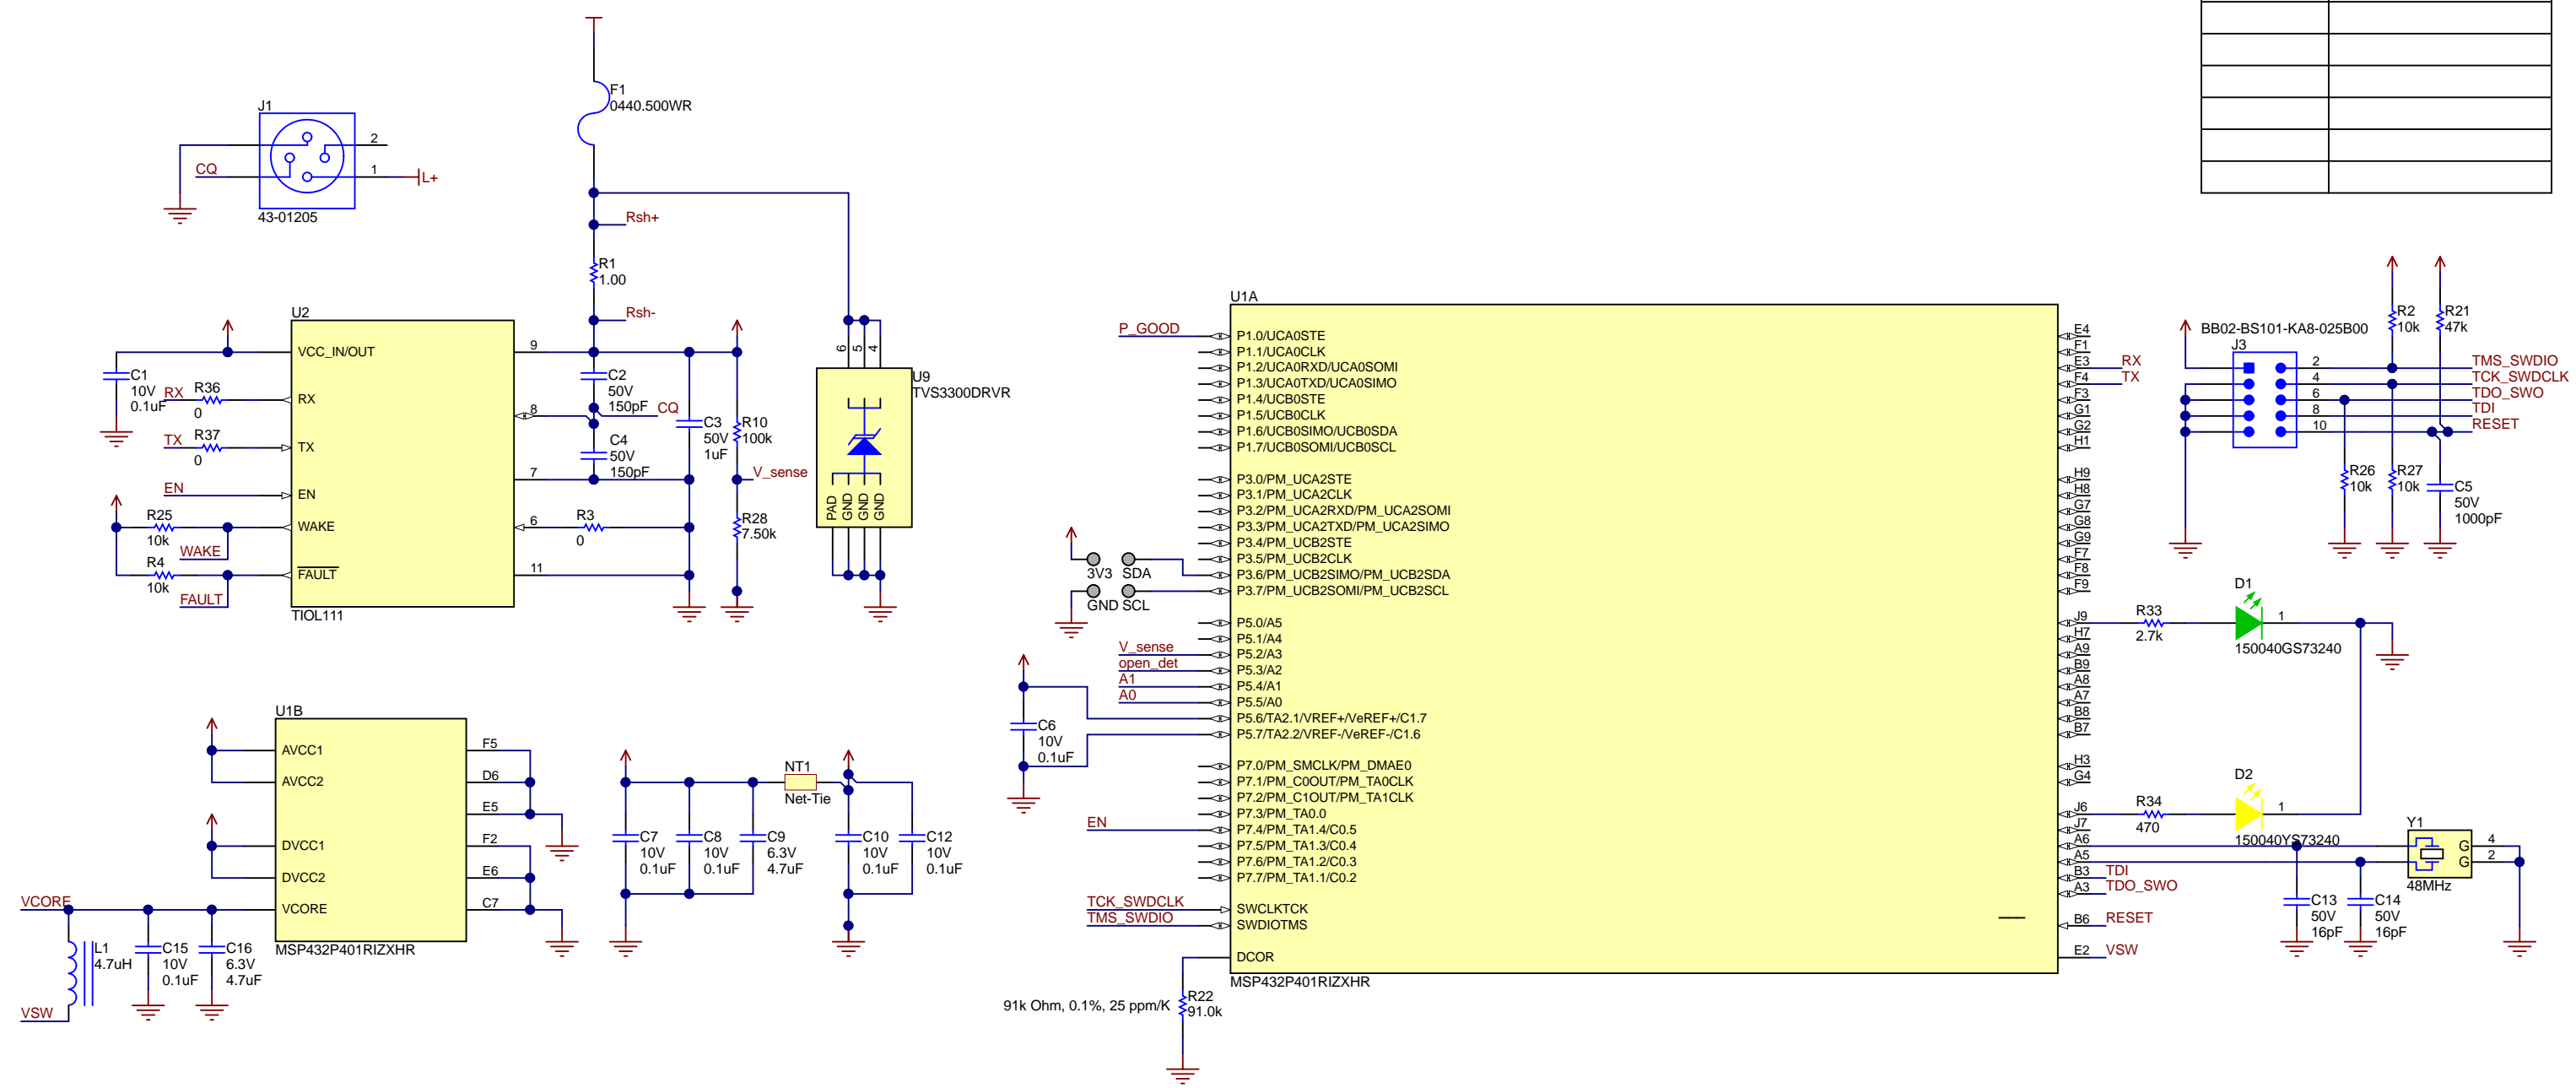 J1
2
CQ
1
L+
43-01205
F1
0440.500WR
Rsh+
R1
1.00
Rsh-
U2
VCC_IN/OUT
RX
TX
EN
WAKE
FAULT
9
8
7
6
11
TIOL111
C1
10V
0.1uF
RX
R36
0
TX
R37
0
EN
R25
10k
WAKE
R4
10k
FAULT
C2
50V
150pF
CQ
C4
50V
150pF
C3
50V
1uF
R3
0
R10
100k
V_sense
R28
7.50k
6
5
4
U9
TVS3300DRVR
PAD
GND
GND
GND
U1B
AVCC1
AVCC2
DVCC1
DVCC2
VCORE
F5
D6
E5
F2
E6
C7
MSP432P401RIZXHR
VCORE
L1
4.7uH
C15
10V
0.1uF
C16
6.3V
4.7uF
VSW
C7
10V
0.1uF
C8
10V
0.1uF
C9
6.3V
4.7uF
NT1
Net-Tie
C10
10V
0.1uF
C12
10V
0.1uF
U1A
P_GOOD
P1.0/UCA0STE
P1.1/UCA0CLK
P1.2/UCA0RXD/UCA0SOMI
P1.3/UCA0TXD/UCA0SIMO
P1.4/UCB0STE
P1.5/UCB0CLK
P1.6/UCB0SIMO/UCB0SDA
P1.7/UCB0SOMI/UCB0SCL
P3.0/PM_UCA2STE
P3.1/PM_UCA2CLK
P3.2/PM_UCA2RXD/PM_UCA2SOMI
P3.3/PM_UCA2TXD/PM_UCA2SIMO
P3.4/PM_UCB2STE
P3.5/PM_UCB2CLK
P3.6/PM_UCB2SIMO/PM_UCB2SDA
P3.7/PM_UCB2SOMI/PM_UCB2SCL
3V3 SDA
GND SCL
P5.0/A5
P5.1/A4
V_sense
P5.2/A3
open_det
P5.3/A2
A1
P5.4/A1
A0
P5.5/A0
P5.6/TA2.1/VREF+/VeREF+/C1.7
P5.7/TA2.2/VREF-/VeREF-/C1.6
C6
10V
0.1uF
P7.0/PM_SMCLK/PM_DMAE0
P7.1/PM_C0OUT/PM_TA0CLK
P7.2/PM_C1OUT/PM_TA1CLK
P7.3/PM_TA0.0
EN
P7.4/PM_TA1.4/C0.5
P7.5/PM_TA1.3/C0.4
P7.6/PM_TA1.2/C0.3
P7.7/PM_TA1.1/C0.2
TCK_SWDCLK
SWCLKTCK
TMS_SWDIO
SWDIOTMS
DCOR
MSP432P401RIZXHR
91k Ohm, 0.1%, 25 ppm/K
R22
91.0k
E4
F1
E3
RX
F4
TX
F3
G1
G2
H1
H9
H8
G7
G8
G9
F7
F8
F9
J9
H7
A9
B9
A8
A7
B8
B7
H3
G4
J6
J7
A6
A5
B3
TDI
A3
TDO_SWO
B6
RESET
E2
VSW
R33
2.7k
D1
1
150040GS73240
R34
470
D2
1
150040YS73240
Y1
G
4
G
2
48MHz
C13
50V
16pF
C14
50V
16pF
BB02-BS101-KA8-025B00
J3
2
4
6
8
10
R2
10k
R21
47k
TMS_SWDIO
TCK_SWDCLK
TDO_SWO
TDI
RESET
R26
10k
R27
10k
C5
50V
1000pF